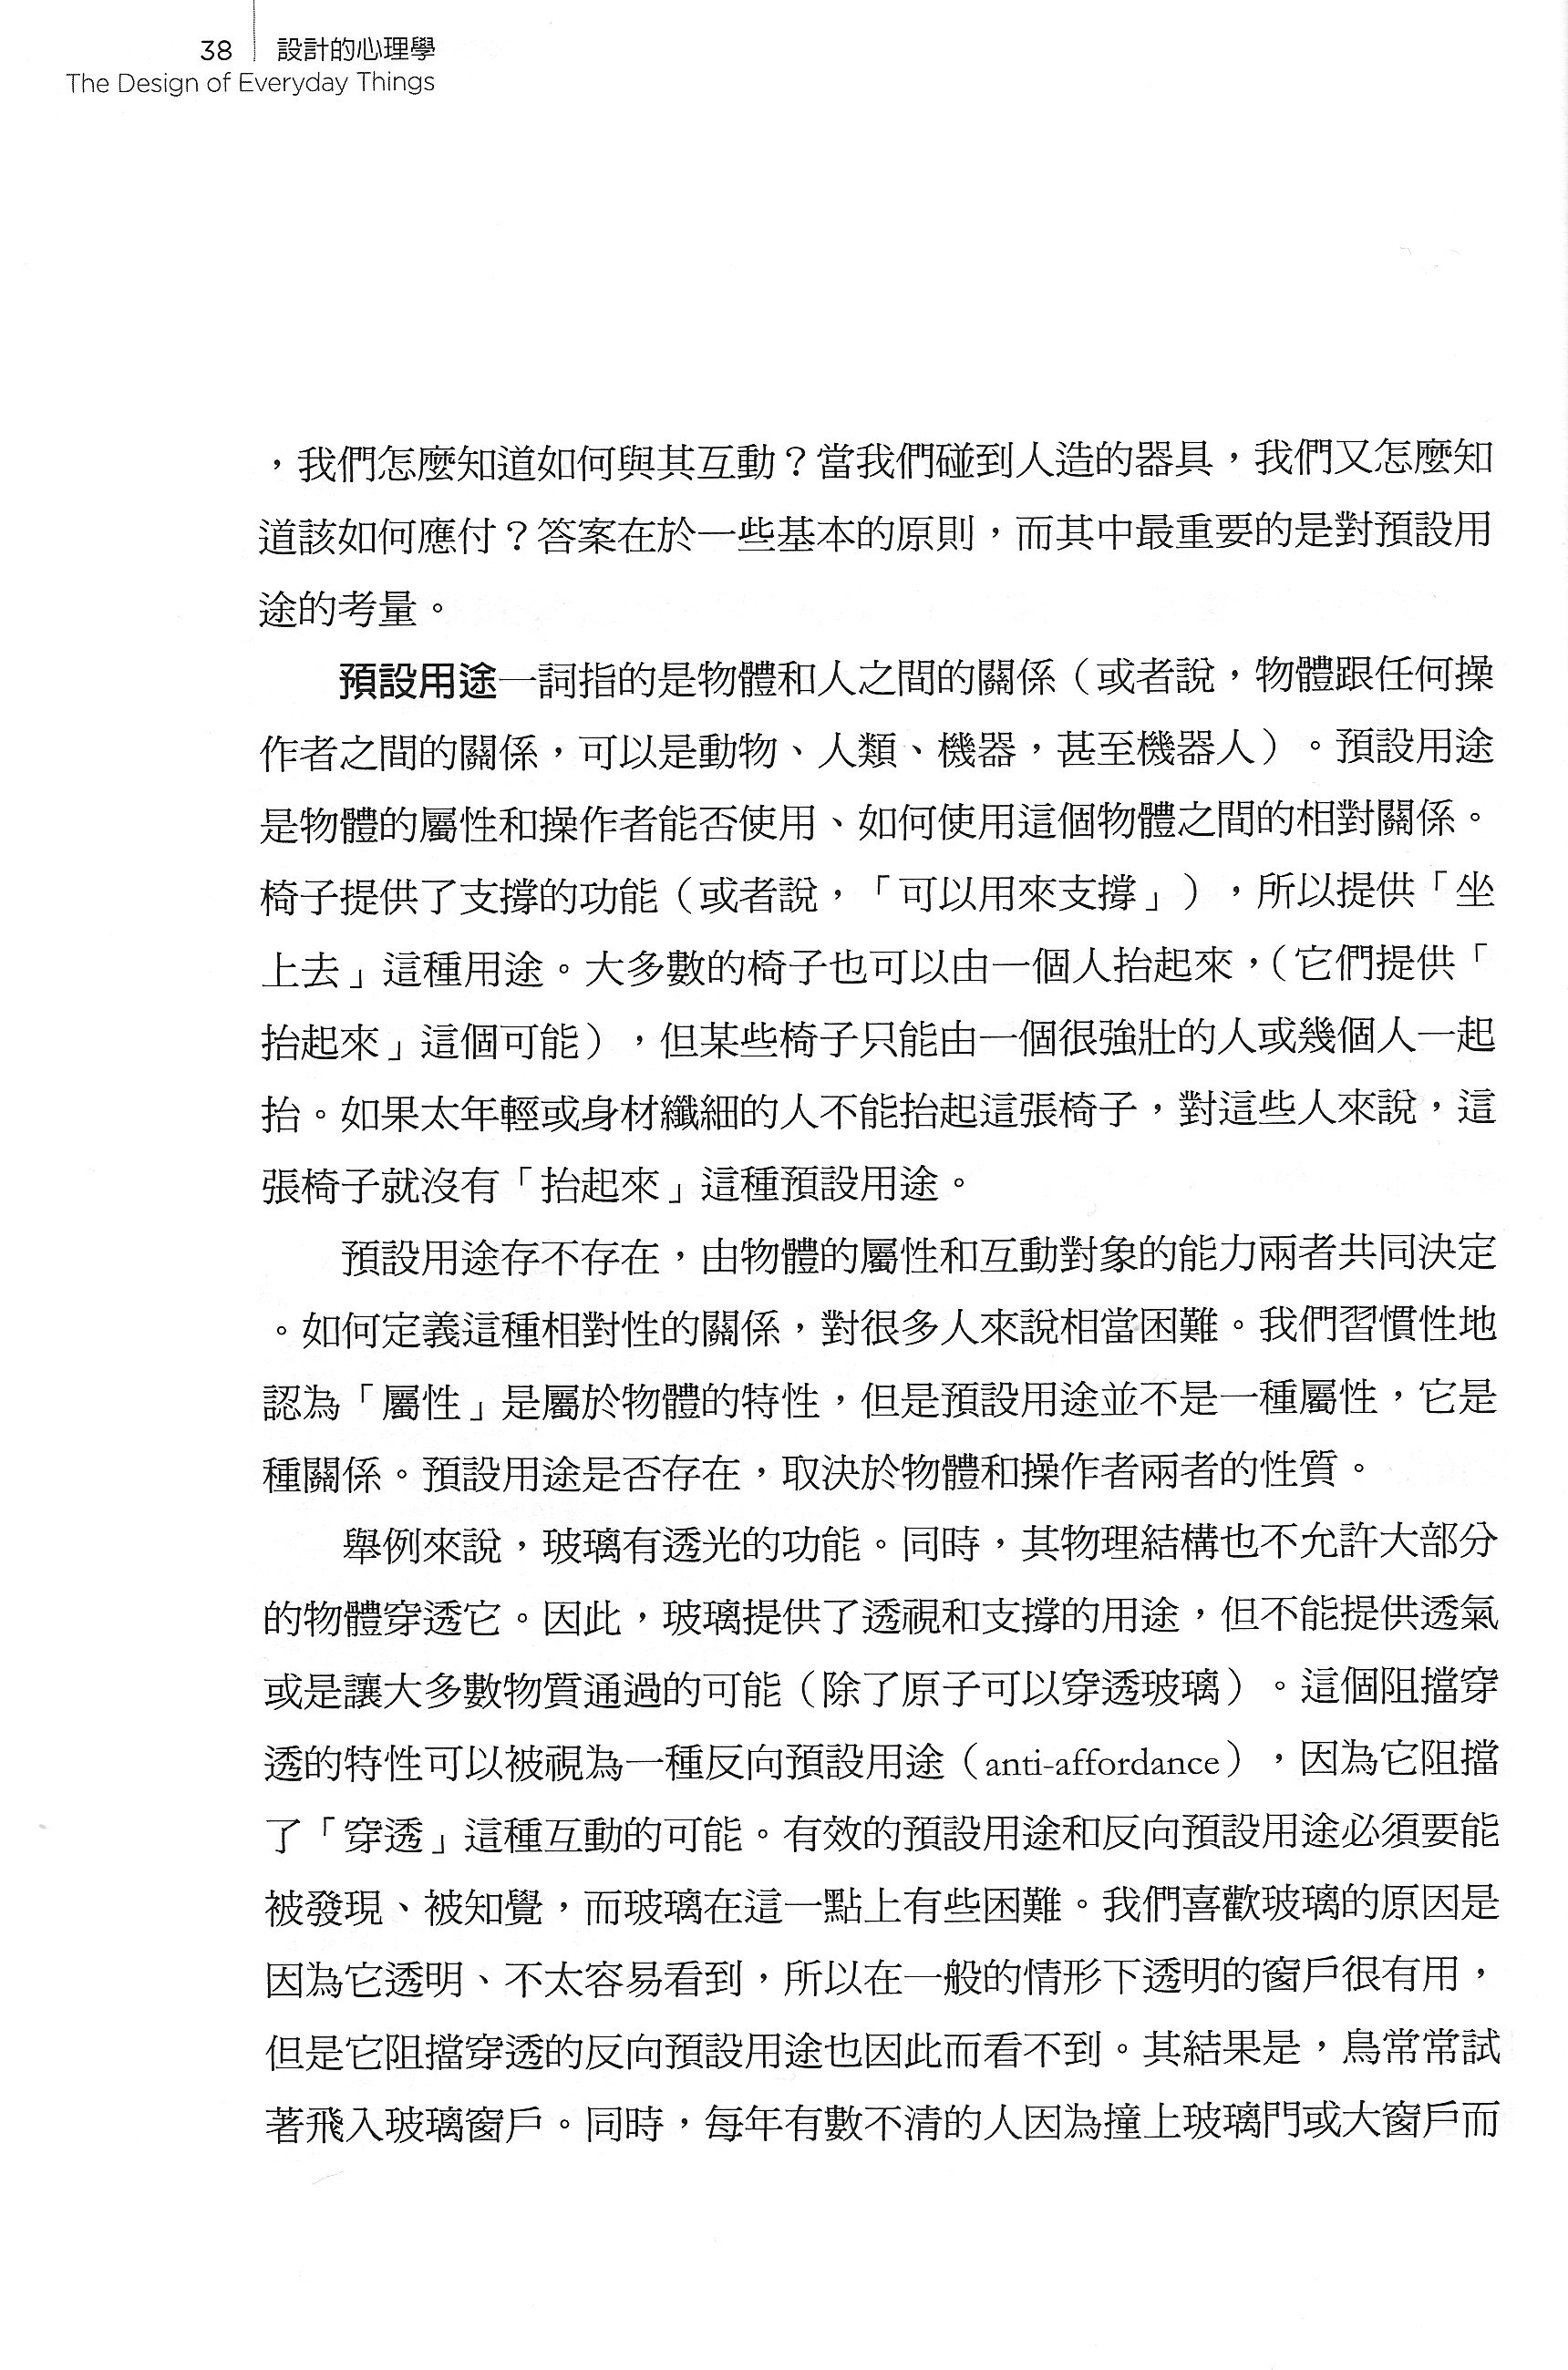 38 設計的心理學
The Design of Everyday Things
，我們怎麼知道如何與其互動？當我們碰到人造的器具，我們又怎麼知
道該如何應付？答案在於一些基本的原則，而其中最重要的是對預設用
途的考量。
預設用途一詞指的是物體和人之間的關係（或者說，物體跟任何操
作者之間的關係，可以是動物、人類、機器，甚至機器人）。預設用途
是物體的屬性和操作者能否使用、如何使用這個物體之間的相對關係。
椅子提供了支撐的功能（或者說，「可以用來支撐」），所以提供「坐
上去」這種用途。大多數的椅子也可以由一個人抬起來，（它們提供「
抬起來」這個可能），但某些椅子只能由一個很強壯的人或幾個人一起
抬。如果太年輕或身材纖細的人不能抬起這張椅子，對這些人來說，這
張椅子就沒有「抬起來」這種預設用途。
預設用途存不存在，由物體的屬性和互動對象的能力兩者共同決定
。如何定義這種相對性的關係，對很多人來說相當困難。我們習慣性地
認為「屬性」是屬於物體的特性，但是預設用途並不是一種屬性，它是
種關係。預設用途是否存在，取決於物體和操作者兩者的性質。
舉例來說，玻璃有透光的功能。同時，其物理結構也不允許大部分
的物體穿透它。因此，玻璃提供了透視和支撐的用途，但不能提供透氣
或是讓大多數物質通過的可能（除了原子可以穿透玻璃）。這個阻擋穿
透的特性可以被視為一種反向預設用途（anti-affordance），因為它阻擋
了「穿透」這種互動的可能。有效的預設用途和反向預設用途必須要能
被發現、被知覺，而玻璃在這一點上有些困難。我們喜歡玻璃的原因是
因為它透明、不太容易看到，所以在一般的情形下透明的窗戶很有用，
但是它阻擋穿透的反向預設用途也因此而看不到。其結果是，鳥常常試
著飛入玻璃窗戶。同時，每年有數不清的人因為撞上玻璃門或大窗戶而